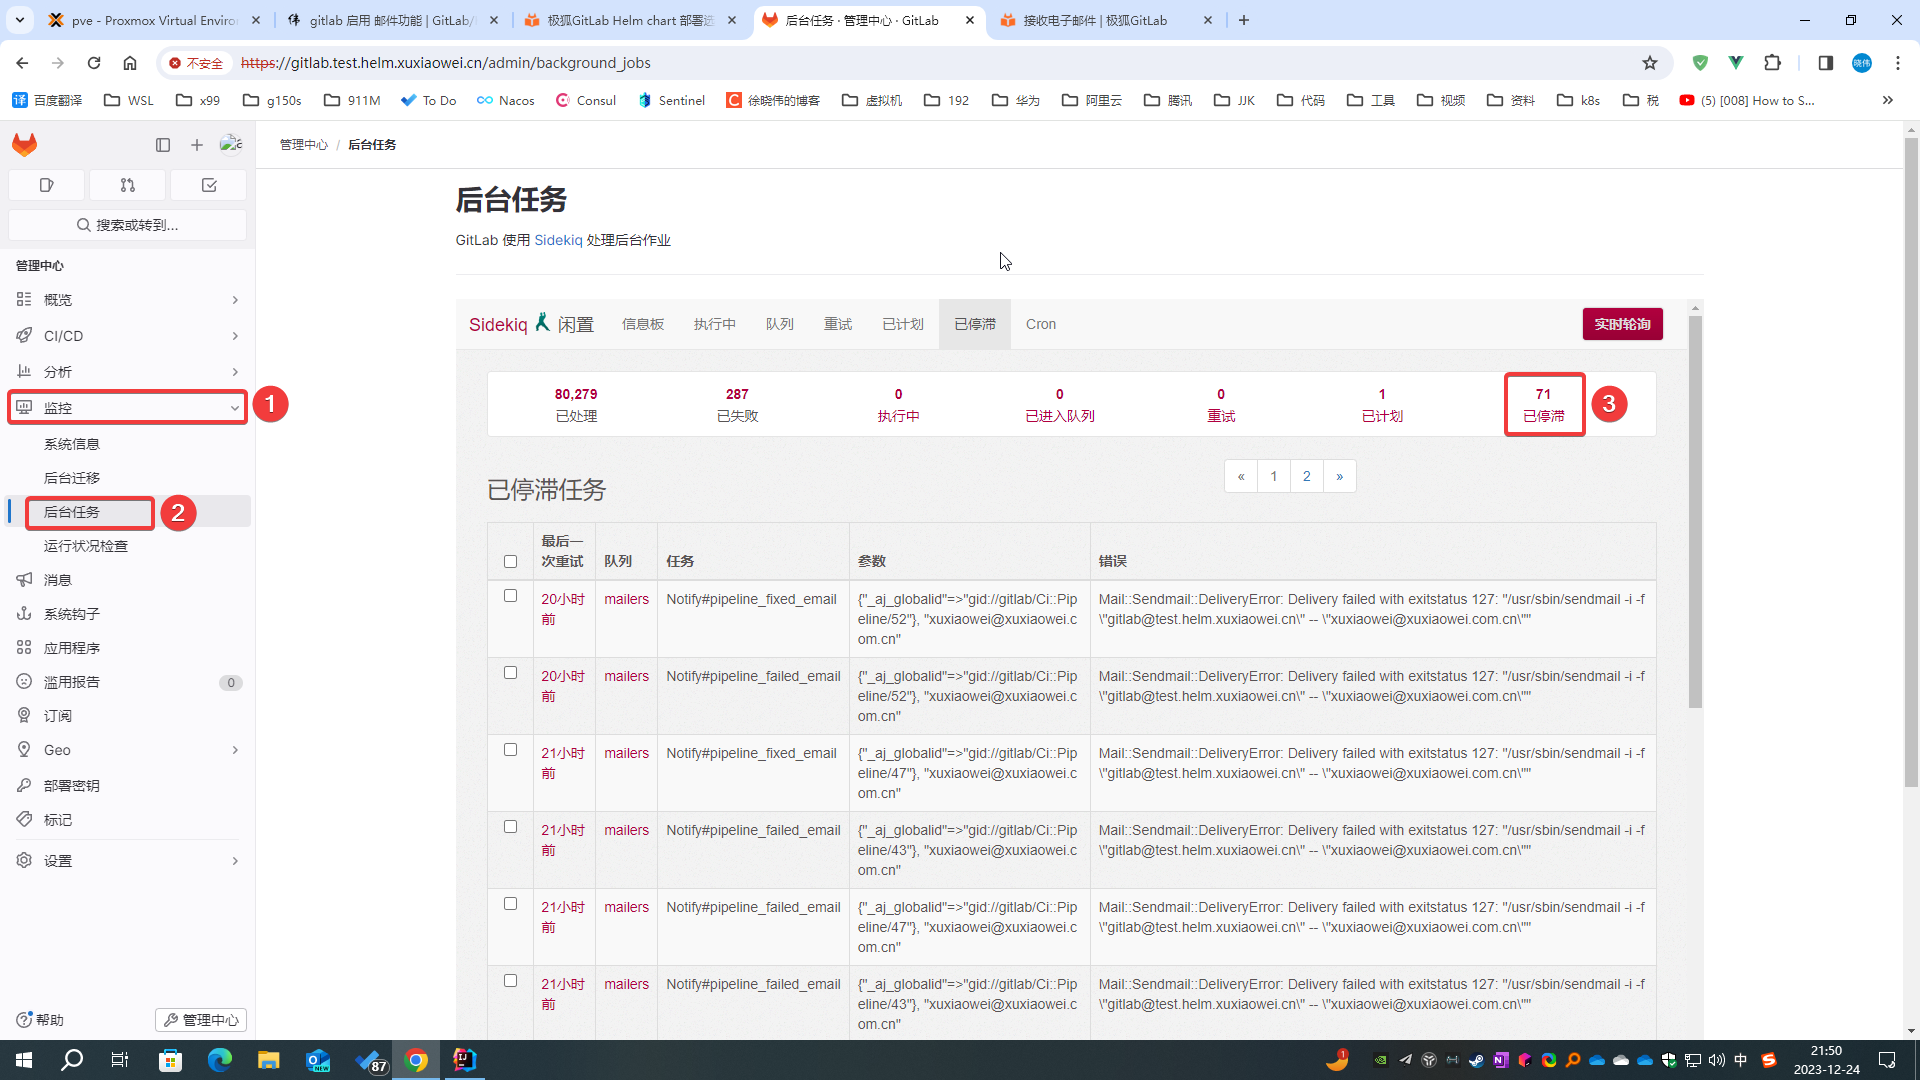 pve - Proxmox Virtual Enviro
gitlab 启用 邮件功能 | GitLab/
极狐GitLab Helm chart 部署选
后台任务 · 管理中心 · GitLab
接收电子邮件 | 极狐GitLab
不安全
https://gitlab.test.helm.xuxiaowei.cn/admin/background_jobs
晓伟
译 百度翻译
WSL
x99
g150s
911M
To Do
Nacos
Consul
Sentinel
C 徐晓伟的博客
虚拟机
192
华为
阿里云
腾讯
JJK
代码
工具
视频
资料
k8s
税
(5) [008] How to S...
管理中心 / 后台任务
搜索或转到...
管理中心
概览
CI/CD
分析
监控
1
系统信息
后台迁移
后台任务
2
运行状况检查
消息
系统钩子
应用程序
滥用报告
0
订阅
Geo
部署密钥
标记
设置
帮助
管理中心
后台任务
GitLab 使用 Sidekiq 处理后台作业
Sidekiq 闲置
信息板
执行中
队列
重试
已计划
已停滞
Cron
实时轮询
80,279
已处理
287
已失败
0
执行中
0
已进入队列
0
重试
1
已计划
71
已停滞
3
已停滞任务
« 1 2 »
最后一
次重试 队列 任务 参数 错误
20小时 mailers Notify#pipeline_fixed_email {"_aj_globalid"=>"gid://gitlab/Ci::Pip Mail::Sendmail::DeliveryError: Delivery failed with exitstatus 127: "/usr/sbin/sendmail -i -f
前 eline/52"}, "xuxiaowei@xuxiaowei.c \"gitlab@test.helm.xuxiaowei.cn\" -- \"xuxiaowei@xuxiaowei.com.cn\""
om.cn"
20小时 mailers Notify#pipeline_failed_email {"_aj_globalid"=>"gid://gitlab/Ci::Pip Mail::Sendmail::DeliveryError: Delivery failed with exitstatus 127: "/usr/sbin/sendmail -i -f
前 eline/52"}, "xuxiaowei@xuxiaowei.c \"gitlab@test.helm.xuxiaowei.cn\" -- \"xuxiaowei@xuxiaowei.com.cn\""
om.cn"
21小时 mailers Notify#pipeline_fixed_email {"_aj_globalid"=>"gid://gitlab/Ci::Pip Mail::Sendmail::DeliveryError: Delivery failed with exitstatus 127: "/usr/sbin/sendmail -i -f
前 eline/47"}, "xuxiaowei@xuxiaowei.c \"gitlab@test.helm.xuxiaowei.cn\" -- \"xuxiaowei@xuxiaowei.com.cn\""
om.cn"
21小时 mailers Notify#pipeline_failed_email {"_aj_globalid"=>"gid://gitlab/Ci::Pip Mail::Sendmail::DeliveryError: Delivery failed with exitstatus 127: "/usr/sbin/sendmail -i -f
前 eline/43"}, "xuxiaowei@xuxiaowei.c \"gitlab@test.helm.xuxiaowei.cn\" -- \"xuxiaowei@xuxiaowei.com.cn\""
om.cn"
21小时 mailers Notify#pipeline_failed_email {"_aj_globalid"=>"gid://gitlab/Ci::Pip Mail::Sendmail::DeliveryError: Delivery failed with exitstatus 127: "/usr/sbin/sendmail -i -f
前 eline/47"}, "xuxiaowei@xuxiaowei.c \"gitlab@test.helm.xuxiaowei.cn\" -- \"xuxiaowei@xuxiaowei.com.cn\""
om.cn"
21小时 mailers Notify#pipeline_failed_email {"_aj_globalid"=>"gid://gitlab/Ci::Pip Mail::Sendmail::DeliveryError: Delivery failed with exitstatus 127: "/usr/sbin/sendmail -i -f
前 eline/43"}, "xuxiaowei@xuxiaowei.c \"gitlab@test.helm.xuxiaowei.cn\" -- \"xuxiaowei@xuxiaowei.com.cn\""
om.cn"
87
1
中
21:50
2023-12-24